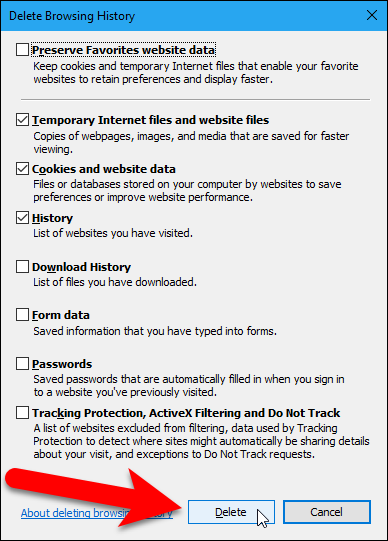 Delete Browsing History
Preserve Favorites website data
Keep cookies and temporary Internet files that enable your favorite
websites to retain preferences and display faster.
Temporary Internet files and website files
Copies of webpages, images, and media that are saved for faster
viewing.
Cookies and website data
Files or databases stored on your computer by websites to save
preferences or improve website performance.
History
List of websites you have visited.
Download History
List of files you have downloaded.
Form data
Saved information that you have typed into forms.
Passwords
Saved passwords that are automatically filled in when you sign in
to a website you've previously visited.
Tracking Protection, ActiveX Filtering and Do Not Track
A list of websites excluded from filtering, data used by Tracking
Protection to detect where sites might automatically be sharing details
about your visit, and exceptions to Do Not Track requests.
About deleting browsing history
Delete
Cancel